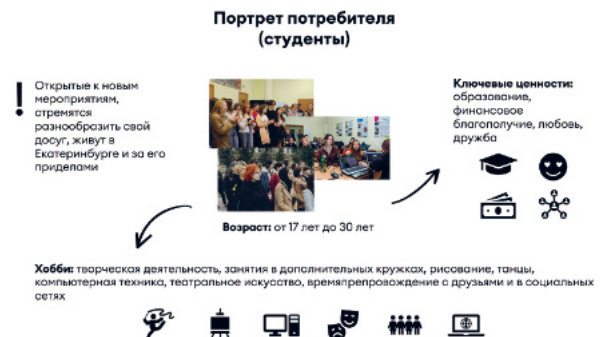 Портрет потребителя
(студенты)
Открытые к новым
мероприятиям,
стремятся
разнообразить свой
досуг, живут в
Екатеринбурге и за его
приделами
Ключевые ценности:
образование,
финансовое
благополучие, любовь,
дружба
Возраст: от 17 лет до 30 лет
Хобби: творческая деятельность, занятия в дополнительных кружках, рисование, танцы,
компьютерная техника, театральное искусство, времяпрепровождение с друзьями и в социальных
сетях